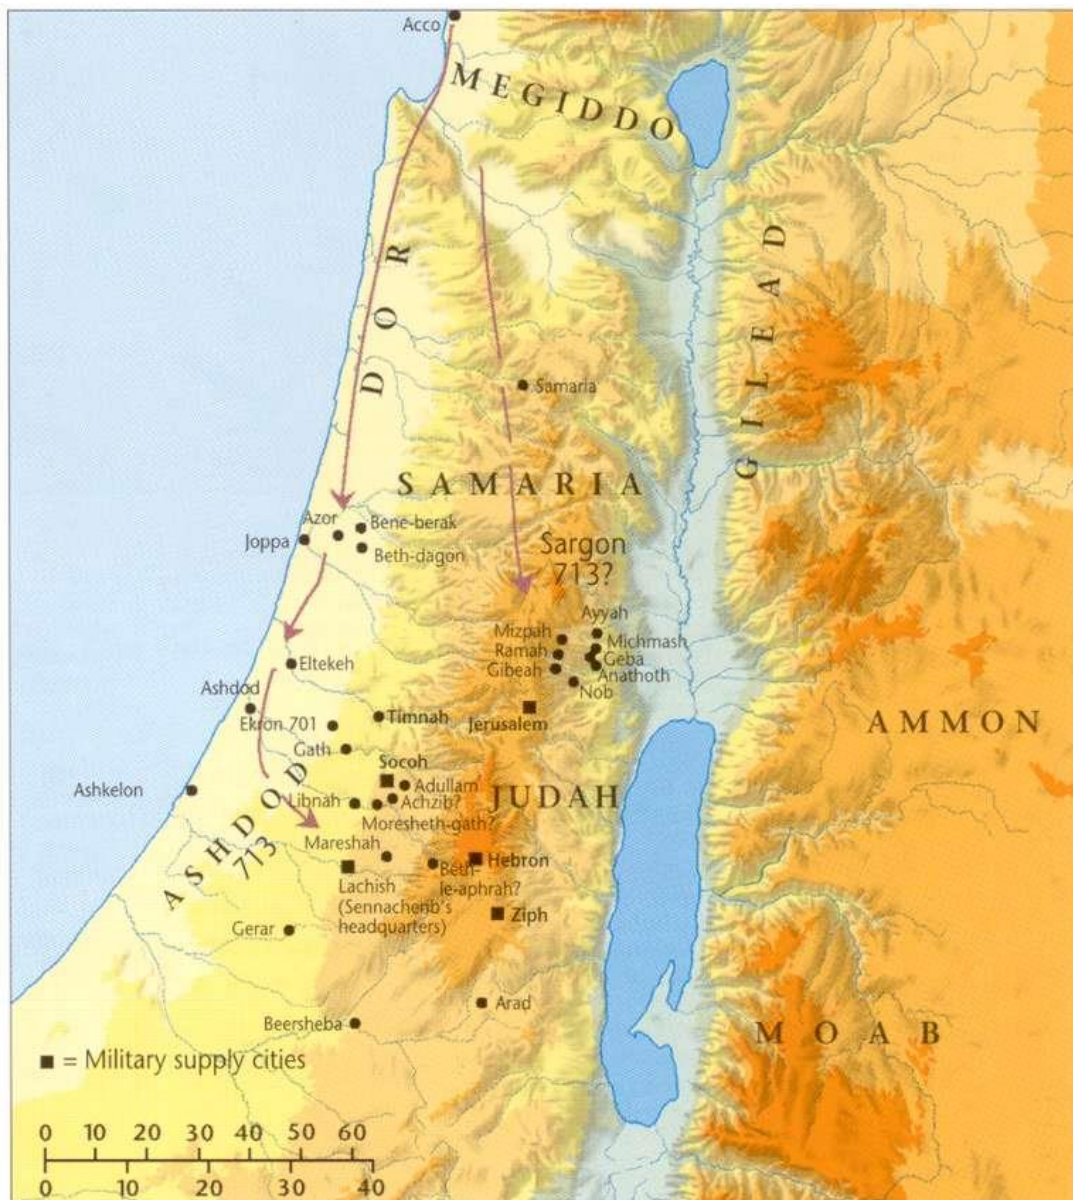 Acco
MEGIDDO
DOR
GILEAD
Samaria
SAMARIA
Azor
Bene-berak
Joppa
Beth-dagon
Sargon
713?
Ayyah
Mizpah
Michmash
Ramah
Geba
Gibeah
Anathoth
Nob
Eltekeh
Ashdod
Ekron 701
Timnah
Jerusalem
AMMON
Gath
Socoh
Adullam
Ashkelon
Libnah
Achzib?
JUDAH
Moresheth-gath?
ASHDOD
713
Mareshah
Hebron
Beth-
le-aphrah?
Lachish
(Sennacherib's
headquarters)
Ziph
Gerar
Arad
Beersheba
MOAB
■ = Military supply cities
0 10 20 30 40 50 60
0 10 20 30 40